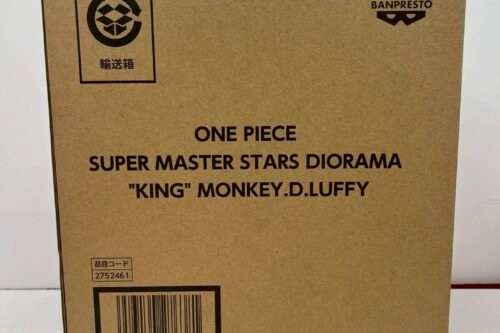 BANPRESTO
輸送箱
ONE PIECE
SUPER MASTER STARS DIORAMA
"KING" MONKEY.D.LUFFY
品目コード
2752461